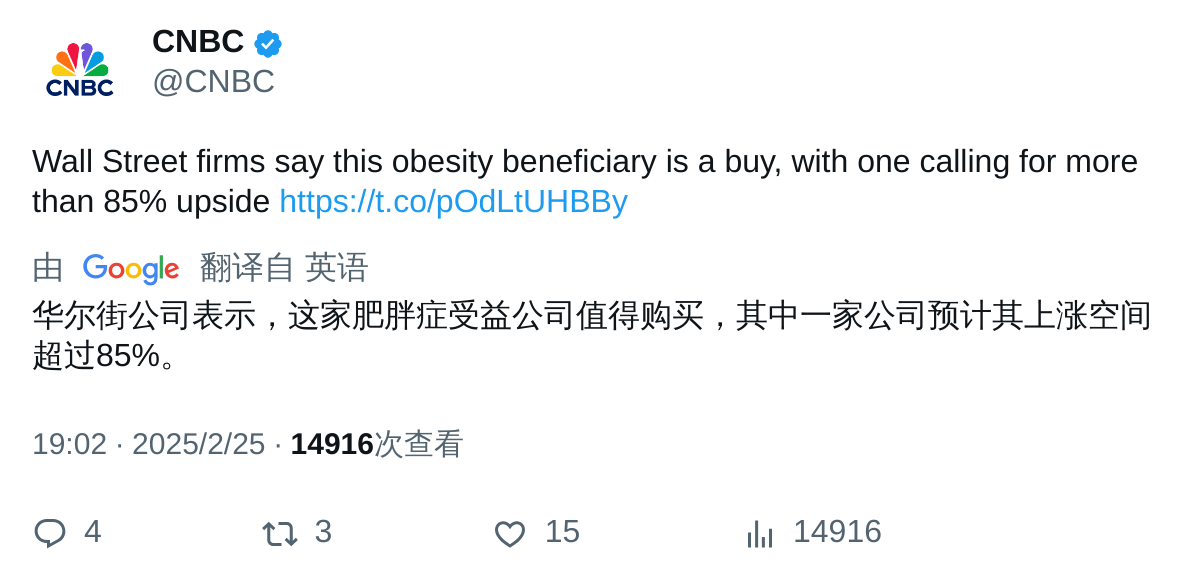 CNBC
@CNBC
CNBC
Wall Street firms say this obesity beneficiary is a buy, with one calling for more
than 85% upside https://t.co/pOdLtUHBBy
由 Google 翻译自 英语
华尔街公司表示，这家肥胖症受益公司值得购买，其中一家公司预计其上涨空间
超过85%。
19:02 · 2025/2/25 · 14916次查看
4 3 15 14916